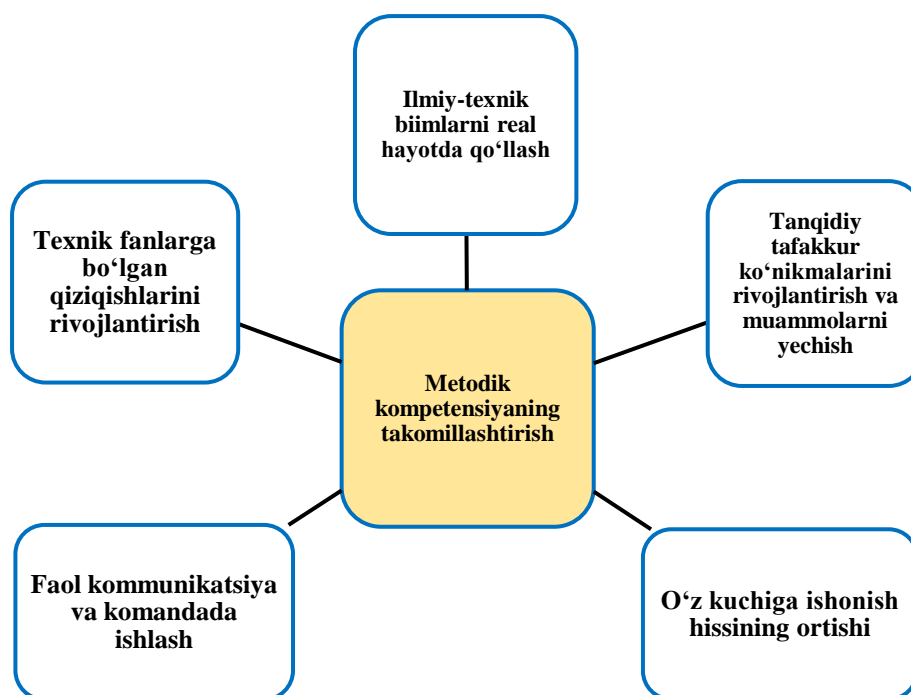 Ilmiy-texnik
biimlarni real
hayotda qo‘llash
Texnik fanlarga
bo‘lgan
qiziqishlarini
rivojlantirish
Tanqidiy
tafakkur
ko‘nikmalarini
rivojlantirish va
muammolarni
yechish
Metodik
kompetensiyaning
takomillashtirish
Faol kommunikatsiya
va komandada
ishlash
O‘z kuchiga ishonish
hissining ortishi